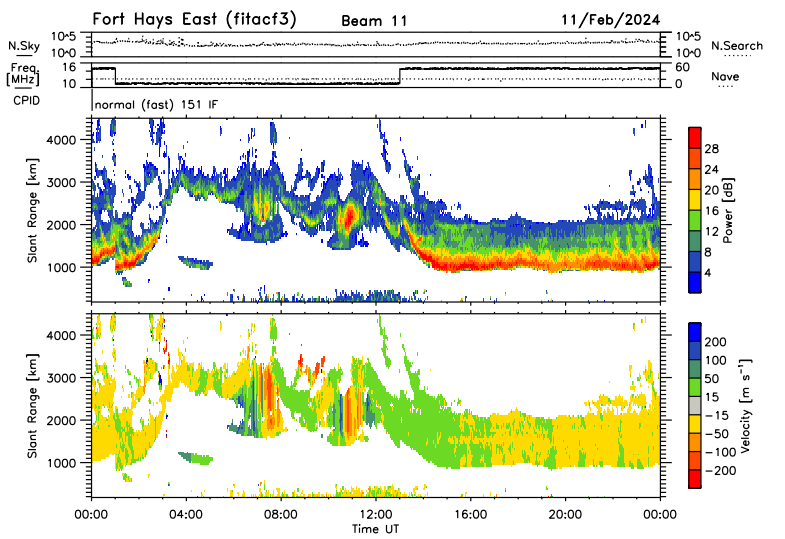 Fort Hays East (fitacf3) Beam 11 11/Feb/2024
N.Sky 10^5 10^0 10^5 10^0 N.Search
Freq. [MHz] 16 10 60 0 Nave
CPID normal (fast) 151 IF
Slant Range [km] 4000 3000 2000 1000
Power [dB] 28 24 20 16 12 8 4
Slant Range [km] 4000 3000 2000 1000
Velocity [m s⁻¹] 200 100 50 15 -15 -50 -100 -200
00:00 04:00 08:00 12:00 16:00 20:00 00:00
Time UT